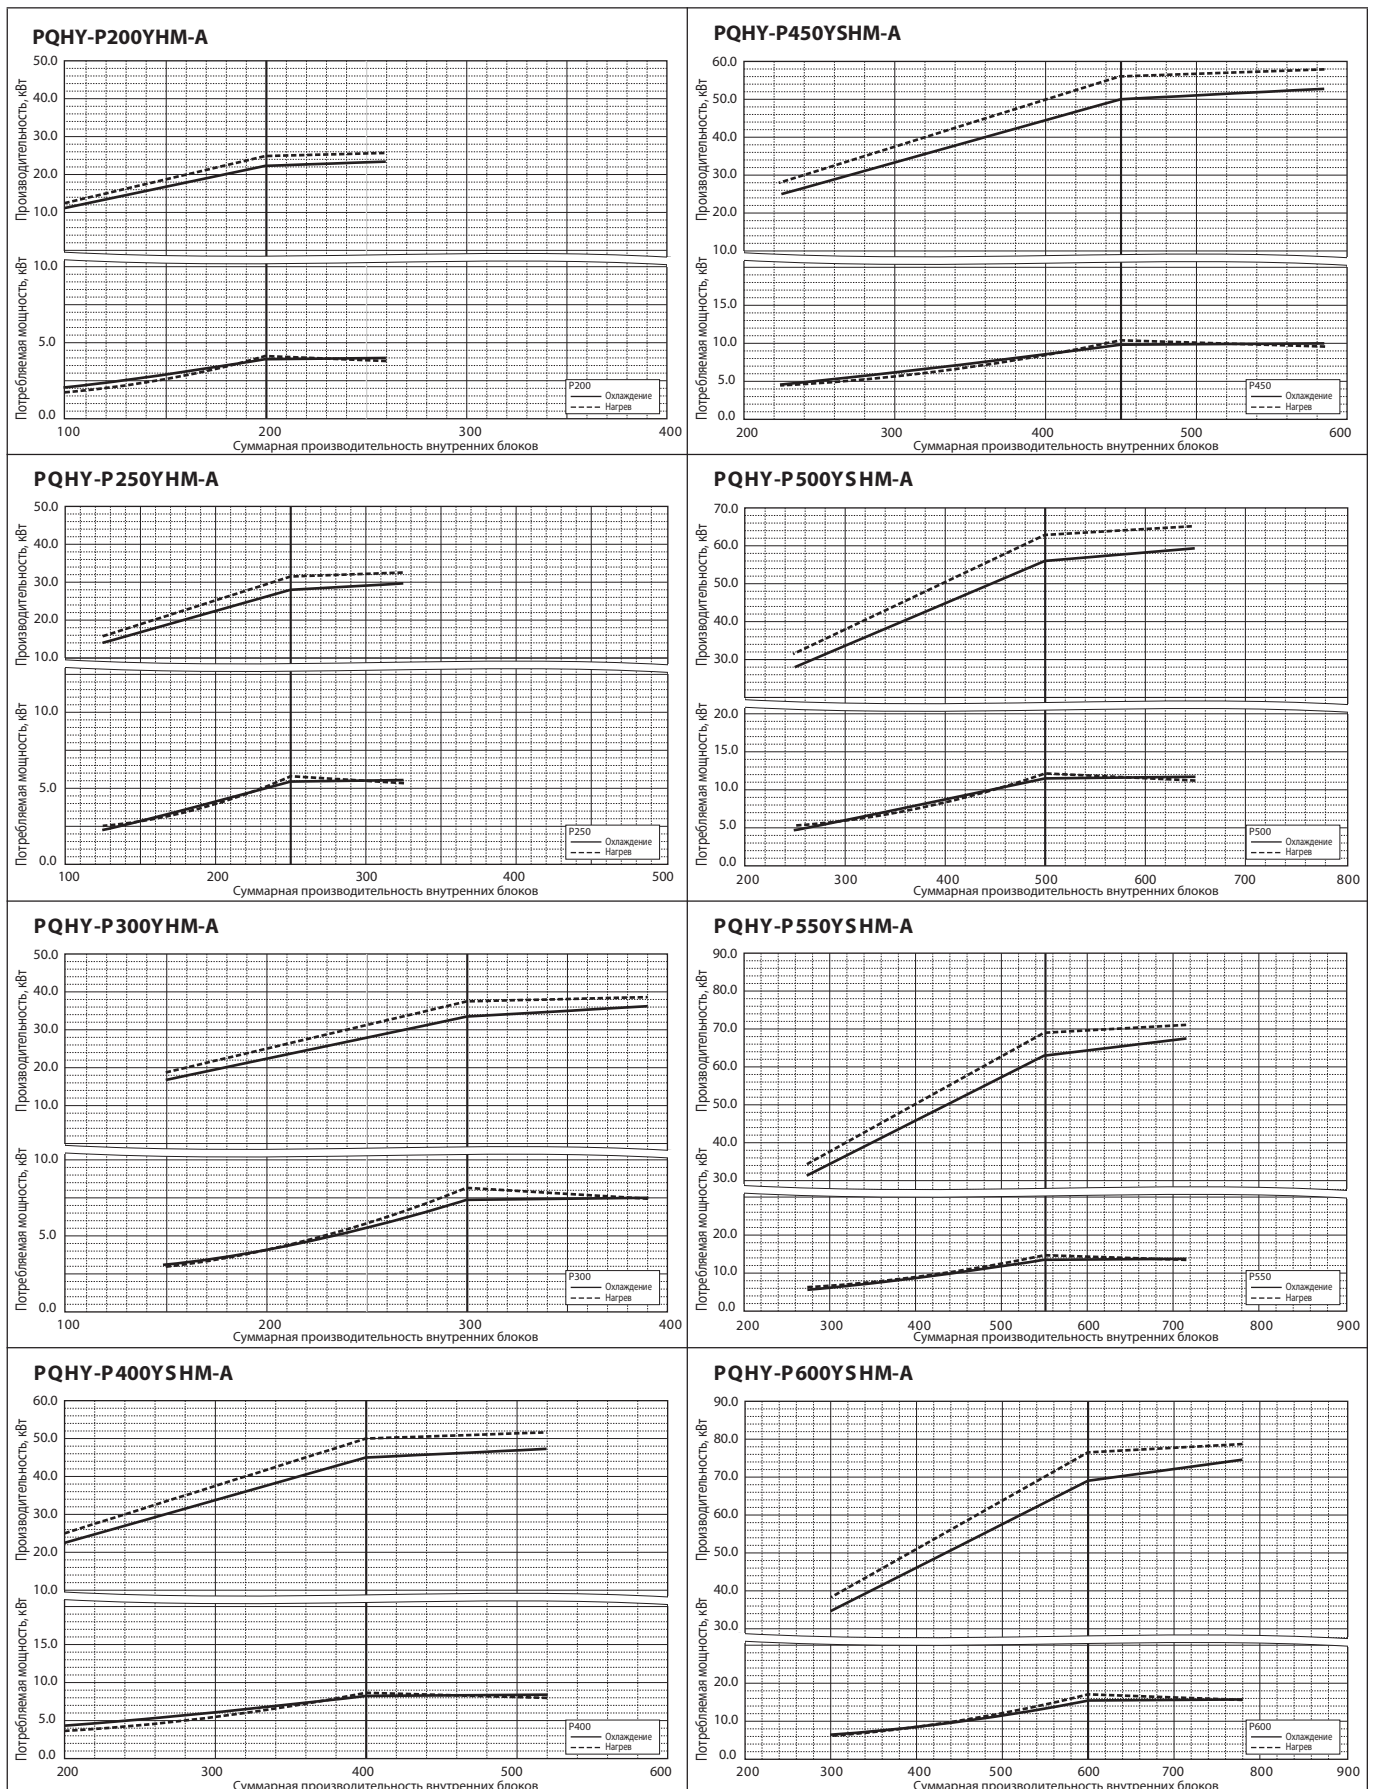 PQHY-P200YHM-A
Производительность, кВт
50.0
40.0
30.0
20.0
10.0
Потребляемая мощность, кВт
10.0
5.0
0.0
P200
Охлаждение
Нагрев
100 200 300 400
Суммарная производительность внутренних блоков
PQHY-P450YSHM-A
Производительность, кВт
60.0
50.0
40.0
30.0
20.0
10.0
Потребляемая мощность, кВт
15.0
10.0
5.0
0.0
P450
Охлаждение
Нагрев
200 300 400 500 600
Суммарная производительность внутренних блоков
PQHY-P250YHM-A
Производительность, кВт
50.0
40.0
30.0
20.0
10.0
Потребляемая мощность, кВт
10.0
5.0
0.0
P250
Охлаждение
Нагрев
100 200 300 400 500
Суммарная производительность внутренних блоков
PQHY-P500YSHM-A
Производительность, кВт
70.0
60.0
50.0
40.0
30.0
Потребляемая мощность, кВт
20.0
15.0
10.0
5.0
0.0
P500
Охлаждение
Нагрев
200 300 400 500 600 700 800
Суммарная производительность внутренних блоков
PQHY-P300YHM-A
Производительность, кВт
50.0
40.0
30.0
20.0
10.0
Потребляемая мощность, кВт
10.0
5.0
0.0
P300
Охлаждение
Нагрев
100 200 300 400
Суммарная производительность внутренних блоков
PQHY-P550YSHM-A
Производительность, кВт
90.0
80.0
70.0
60.0
50.0
40.0
30.0
Потребляемая мощность, кВт
20.0
10.0
0.0
P550
Охлаждение
Нагрев
200 300 400 500 600 700 800 900
Суммарная производительность внутренних блоков
PQHY-P400YSHM-A
Производительность, кВт
60.0
50.0
40.0
30.0
20.0
10.0
Потребляемая мощность, кВт
15.0
10.0
5.0
0.0
P400
Охлаждение
Нагрев
200 300 400 500 600
Суммарная производительность внутренних блоков
PQHY-P600YSHM-A
Производительность, кВт
90.0
80.0
70.0
60.0
50.0
40.0
30.0
Потребляемая мощность, кВт
20.0
10.0
0.0
P600
Охлаждение
Нагрев
200 300 400 500 600 700 800 900
Суммарная производительность внутренних блоков